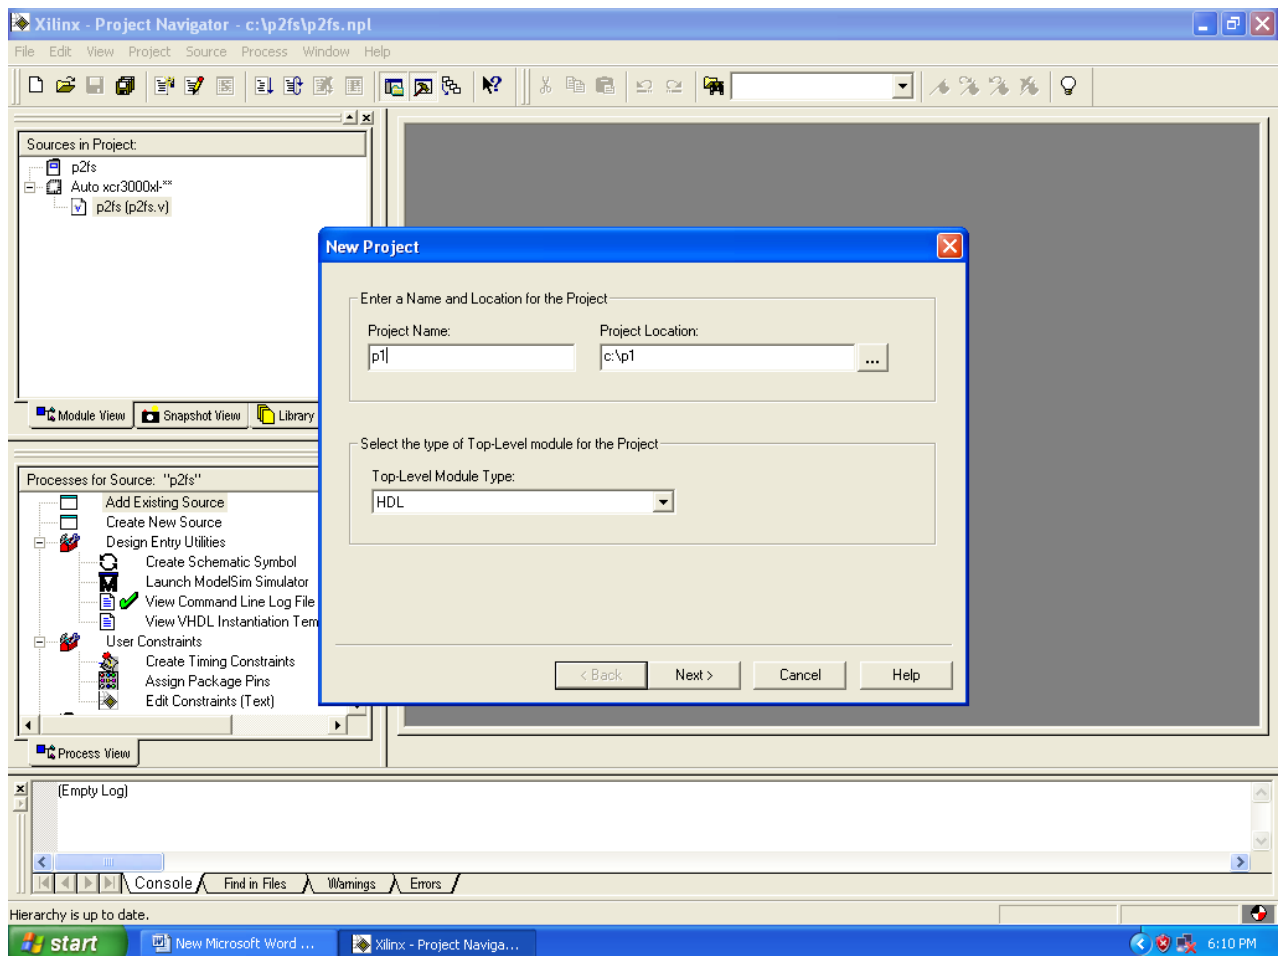 Xilinx - Project Navigator - c:\p2fs\p2fs.npl
File Edit View Project Source Process Window Help
Sources in Project:
p2fs
Auto xcr3000xl-**
p2fs (p2fs.v)
Module View Snapshot View Library
New Project
Enter a Name and Location for the Project
Project Name: Project Location:
p1 c:\p1 ...
Select the type of Top-Level module for the Project
Top-Level Module Type:
HDL
< Back Next > Cancel Help
Processes for Source: "p2fs"
Add Existing Source
Create New Source
Design Entry Utilities
Create Schematic Symbol
Launch ModelSim Simulator
View Command Line Log File
View VHDL Instantiation Tem
User Constraints
Create Timing Constraints
Assign Package Pins
Edit Constraints (Text)
Process View
(Empty Log)
Console Find in Files Warnings Errors
Hierarchy is up to date.
start New Microsoft Word ... Xilinx - Project Naviga... 6:10 PM